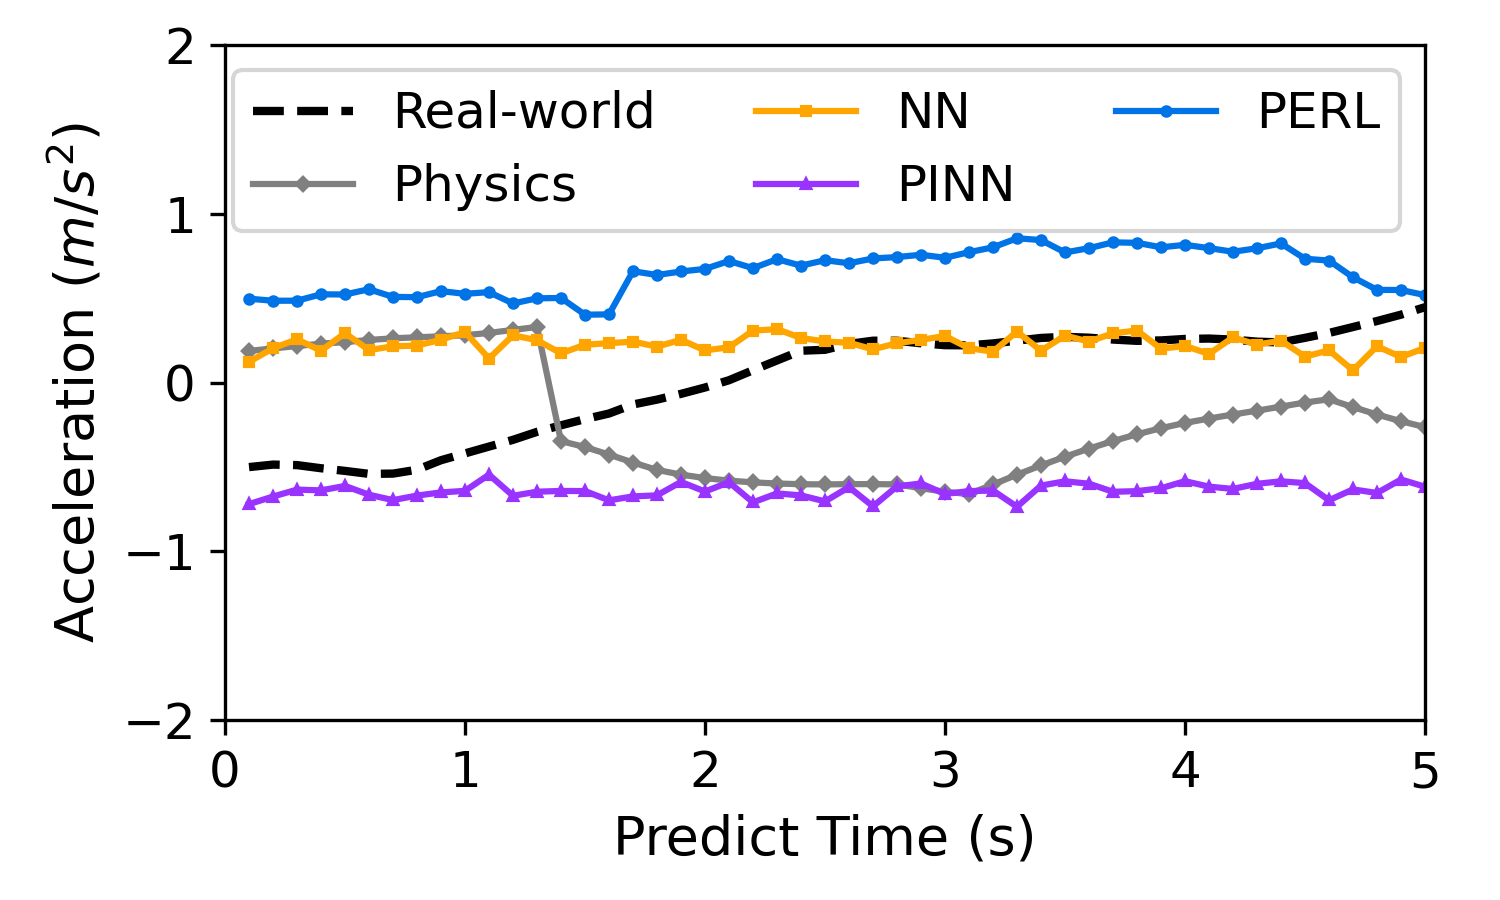 Real-world
NN
PERL
Physics
PINN
Acceleration (m/s²)
2
1
0
−1
−2
0 1 2 3 4 5
Predict Time (s)